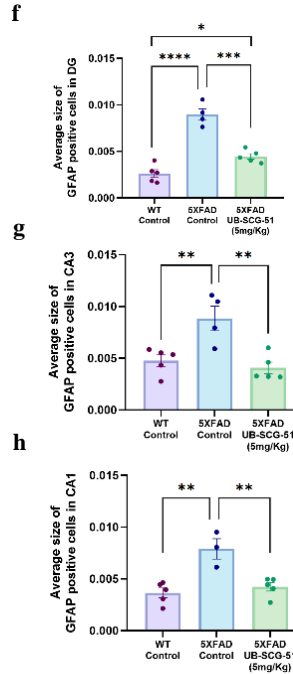 f
*
**** ***
Average size of
GFAP positive cells in DG
0.015
0.010
0.005
0.000
WT
Control
5XFAD
Control
5XFAD
UB-SCG-51
(5mg/Kg)
g
** **
Average size of
GFAP positive cells in CA3
0.015
0.010
0.005
0.000
WT
Control
5XFAD
Control
5XFAD
UB-SCG-51
(5mg/Kg)
h
** **
Average size of
GFAP positive cells in CA1
0.015
0.010
0.005
0.000
WT
Control
5XFAD
Control
5XFAD
UB-SCG-51
(5mg/Kg)